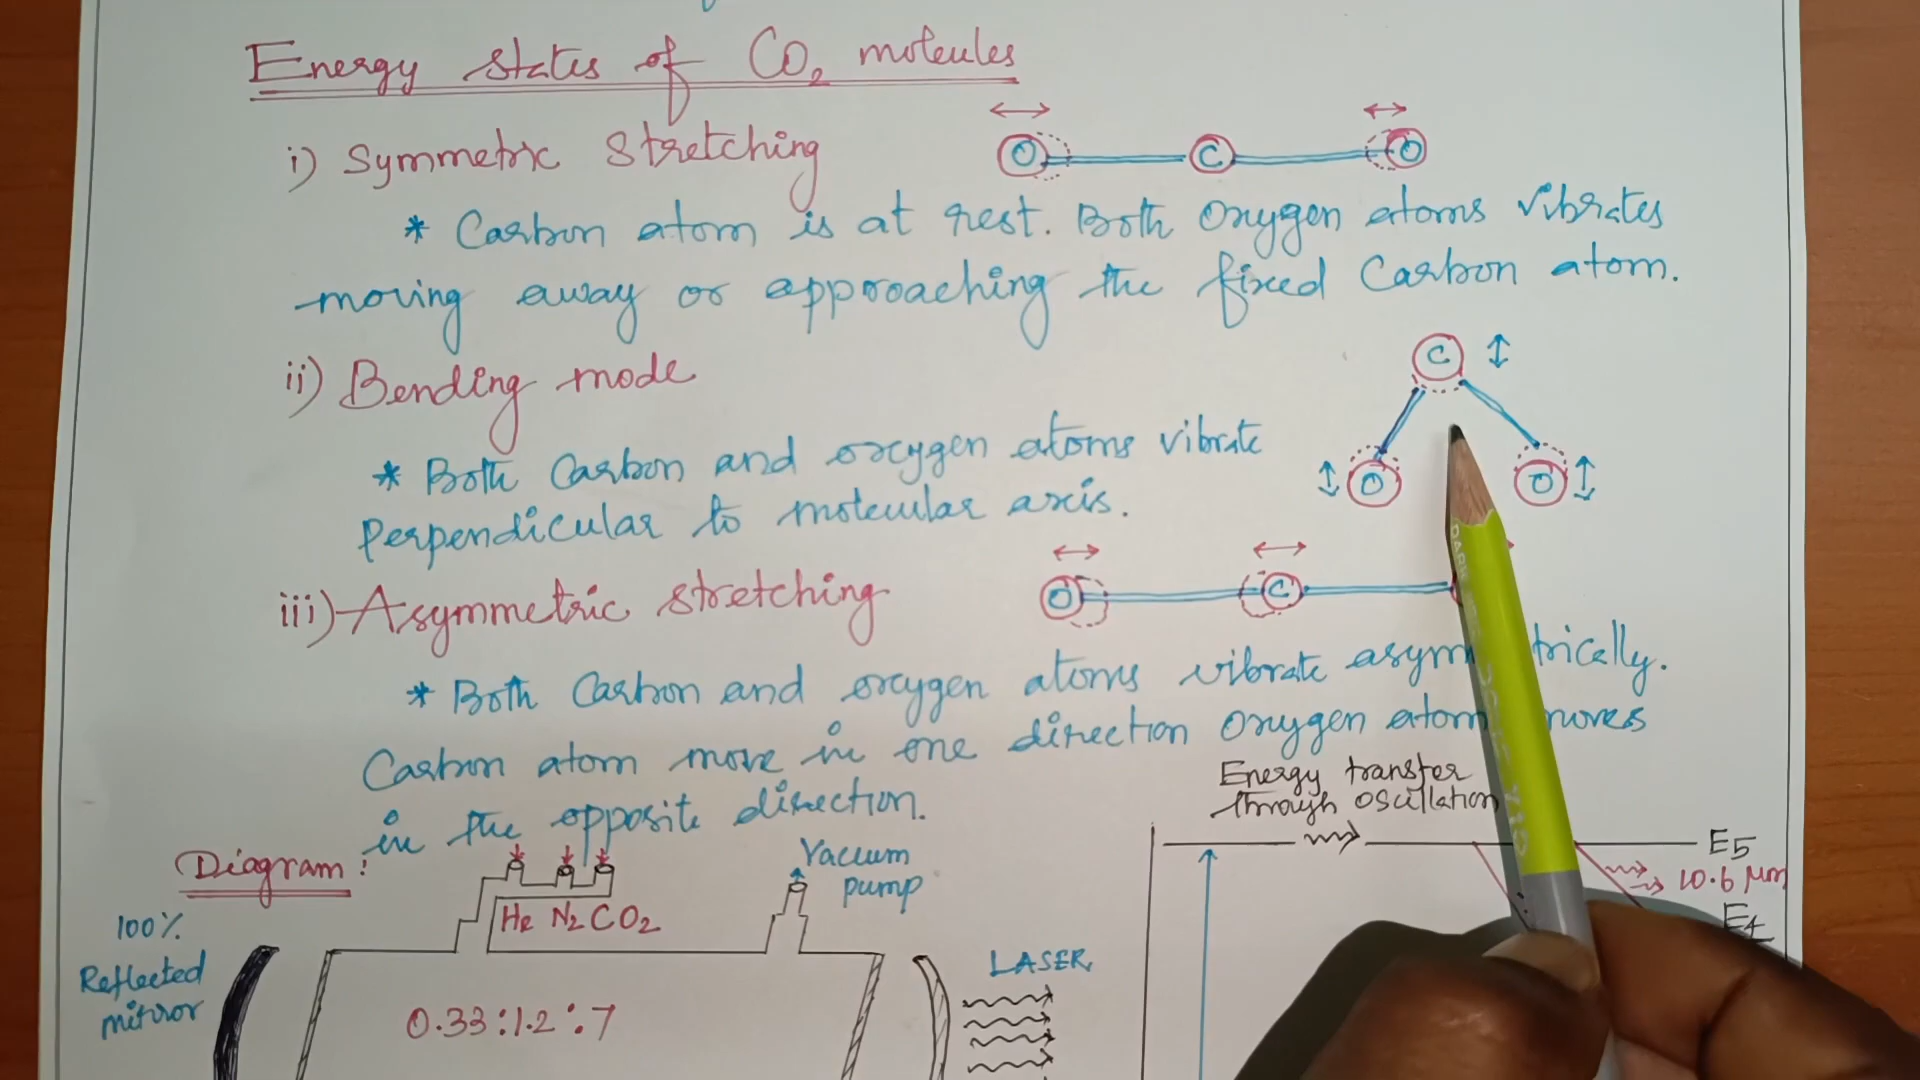 Energy states of CO2 moleules
i) Symmetric Stretching
O C O
* Carbon atom is at rest. Both Oxygen atoms vibrates
moving away or approaching the fixed Carbon atom.
C
ii) Bending mode
O O
* Both Carbon and oxygen atoms vibrate
Perpendicular to molecular axis.
iii) Asymmetric stretching
O C
* Both Carbon and oxygen atoms vibrate
Carbon atom move in one direction Oxygen moves
in the opposite direction.
Energy transfer
through oscillation
Diagram:
Vacuum
pump
E5
10.6 μm
E4
He N2 CO2
100%
Reflected
mirror
LASER
0.33:1.2:7